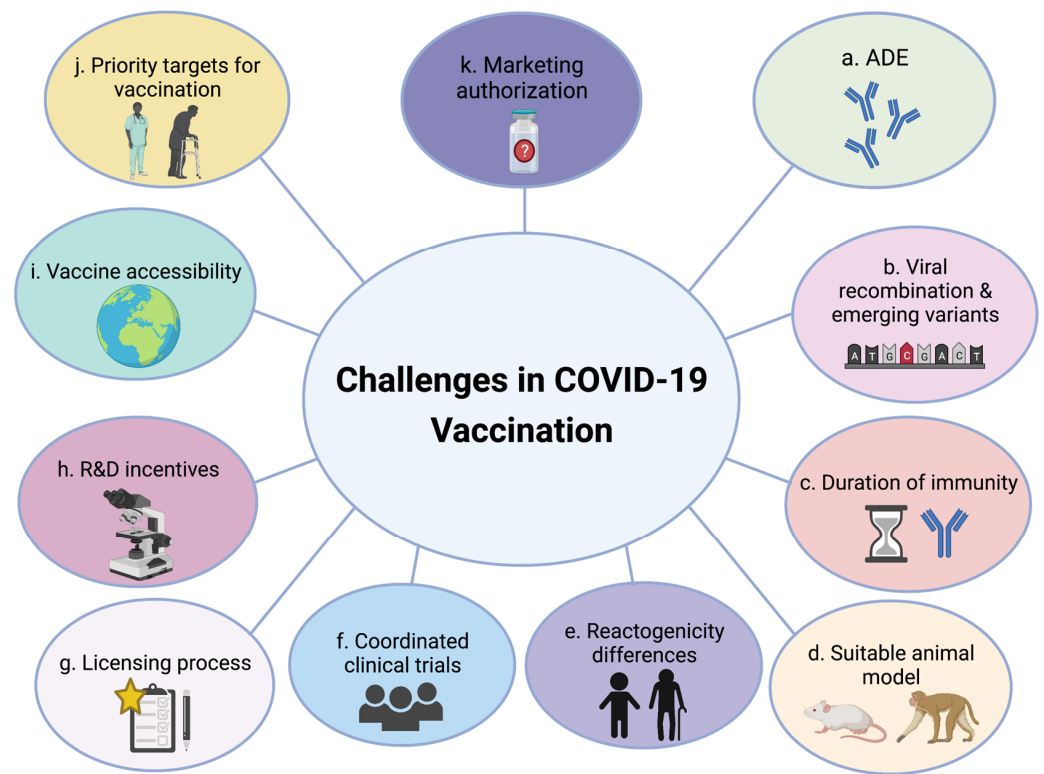 j. Priority targets for
vaccination
k. Marketing
authorization
?
a. ADE
i. Vaccine accessibility
b. Viral
recombination &
emerging variants
A T G C G A C T
Challenges in COVID-19
Vaccination
h. R&D incentives
c. Duration of immunity
g. Licensing process
f. Coordinated
clinical trials
e. Reactogenicity
differences
d. Suitable animal
model